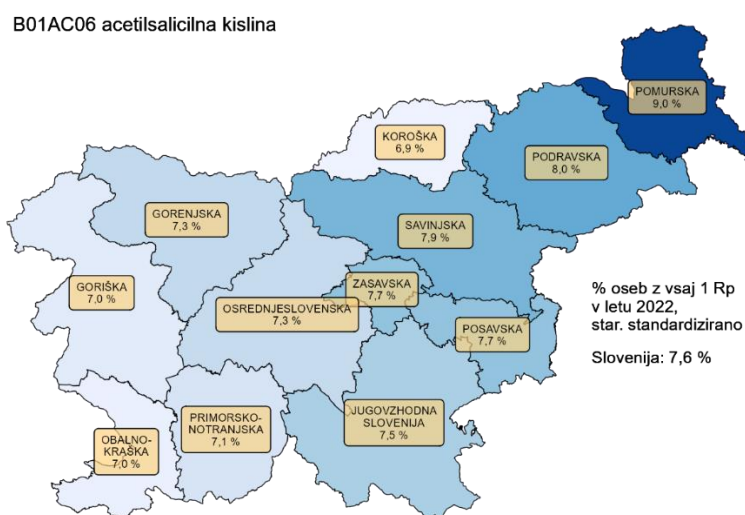 B01AC06 acetilsalicilna kislina
POMURSKA
9,0 %
KOROŠKA
6,9 %
PODRAVSKA
8,0 %
GORENJSKA
7,3 %
SAVINJSKA
7,9 %
GORIŠKA
7,0 %
ZASAVSKA
7,7 %
OSREDNJESLOVENSKA
7,3 %
POSAVSKA
7,7 %
% oseb z vsaj 1 Rp
v letu 2022,
star. standardizirano
Slovenija: 7,6 %
OBALNO-
KRAŠKA
7,0 %
PRIMORSKO-
NOTRANJSKA
7,1 %
JUGOVZHODNA
SLOVENIJA
7,5 %